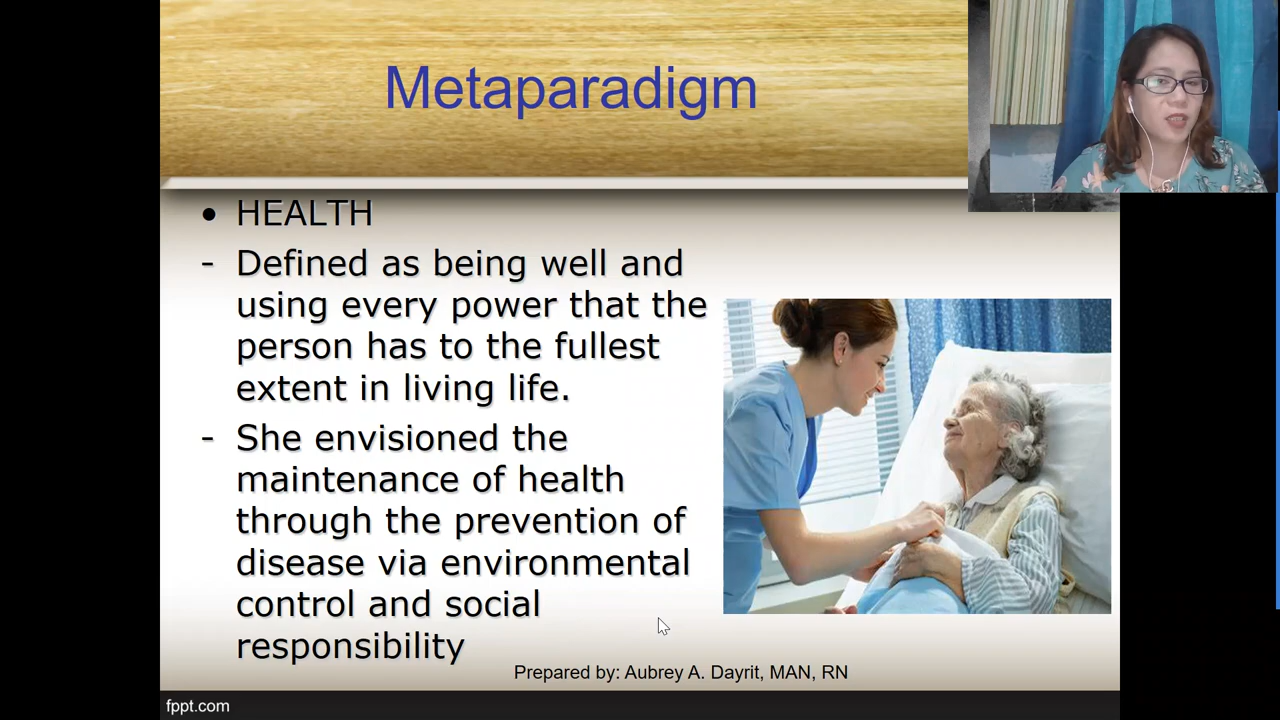 Metaparadigm
• HEALTH
- Defined as being well and
using every power that the
person has to the fullest
extent in living life.
- She envisioned the
maintenance of health
through the prevention of
disease via environmental
control and social
responsibility
Prepared by: Aubrey A. Dayrit, MAN, RN
fppt.com